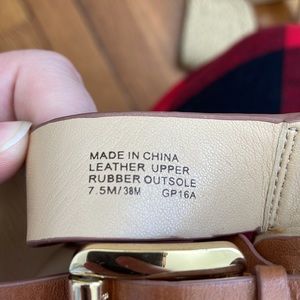 MADE IN CHINA
LEATHER UPPER
RUBBER OUTSOLE
7.5M/38M GP16A